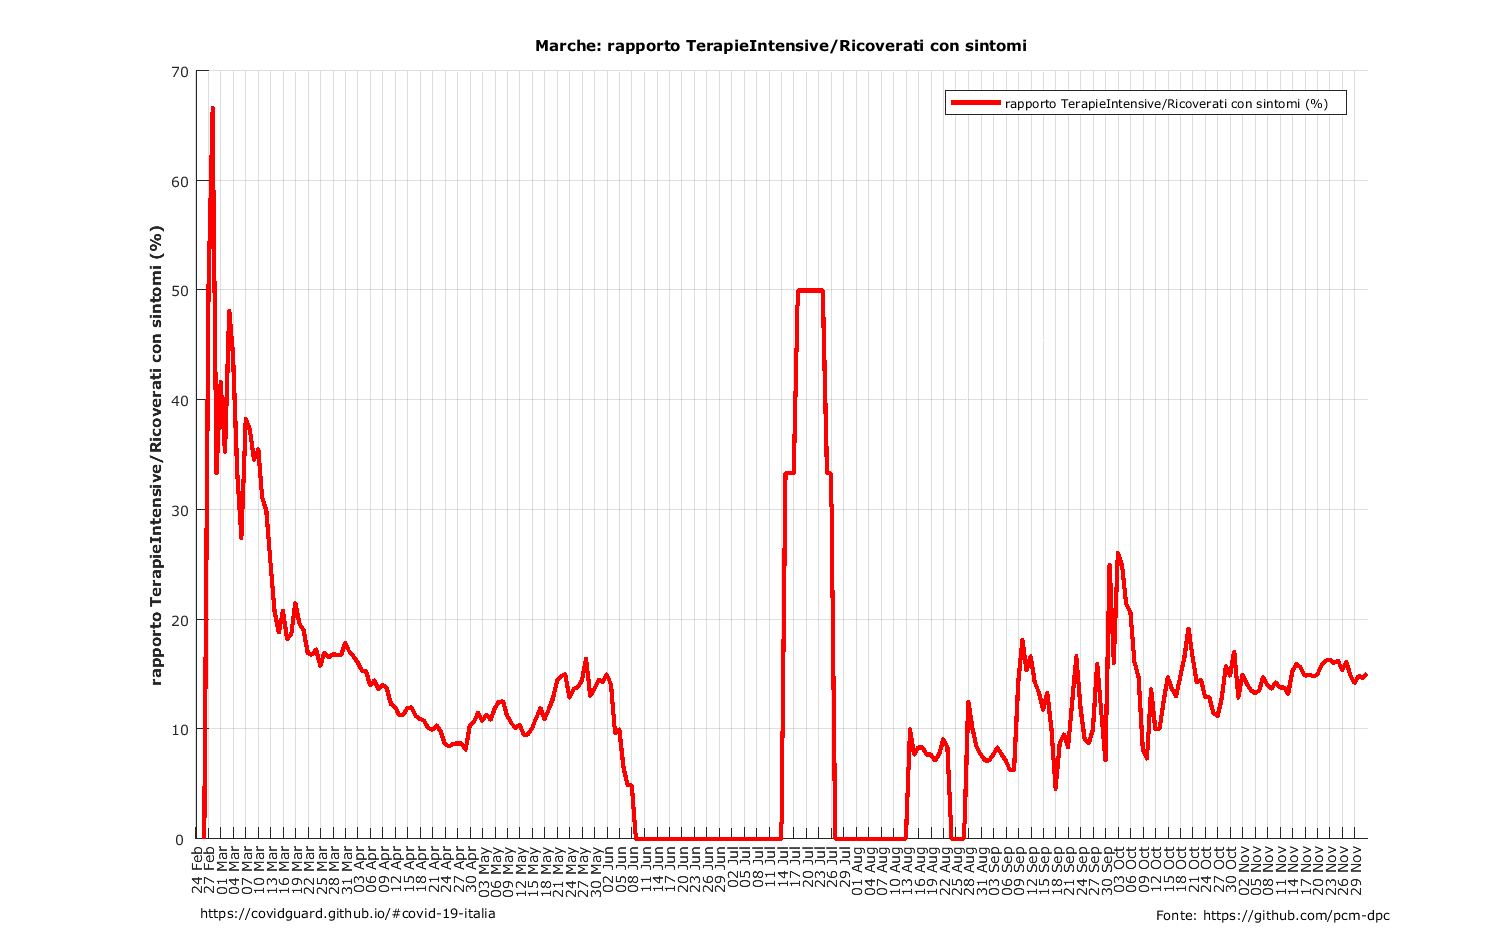 Marche: rapporto TerapieIntensive/Ricoverati con sintomi
rapporto TerapieIntensive/Ricoverati con sintomi (%)
rapporto TerapieIntensive/Ricoverati con sintomi (%)
70
60
50
40
30
20
10
0
24 Feb
27 Feb
01 Mar
04 Mar
07 Mar
10 Mar
13 Mar
16 Mar
19 Mar
22 Mar
25 Mar
28 Mar
31 Mar
03 Apr
06 Apr
09 Apr
12 Apr
15 Apr
18 Apr
21 Apr
24 Apr
27 Apr
30 Apr
03 May
06 May
09 May
12 May
15 May
18 May
21 May
24 May
27 May
30 May
02 Jun
05 Jun
08 Jun
11 Jun
14 Jun
17 Jun
20 Jun
23 Jun
26 Jun
29 Jun
02 Jul
05 Jul
08 Jul
11 Jul
14 Jul
17 Jul
20 Jul
23 Jul
26 Jul
29 Jul
01 Aug
04 Aug
07 Aug
10 Aug
13 Aug
16 Aug
19 Aug
22 Aug
25 Aug
28 Aug
31 Aug
03 Sep
06 Sep
09 Sep
12 Sep
15 Sep
18 Sep
21 Sep
24 Sep
27 Sep
30 Sep
03 Oct
06 Oct
09 Oct
12 Oct
15 Oct
18 Oct
21 Oct
24 Oct
27 Oct
30 Oct
02 Nov
05 Nov
08 Nov
11 Nov
14 Nov
17 Nov
20 Nov
23 Nov
26 Nov
29 Nov
https://covidguard.github.io/#covid-19-italia
Fonte: https://github.com/pcm-dpc